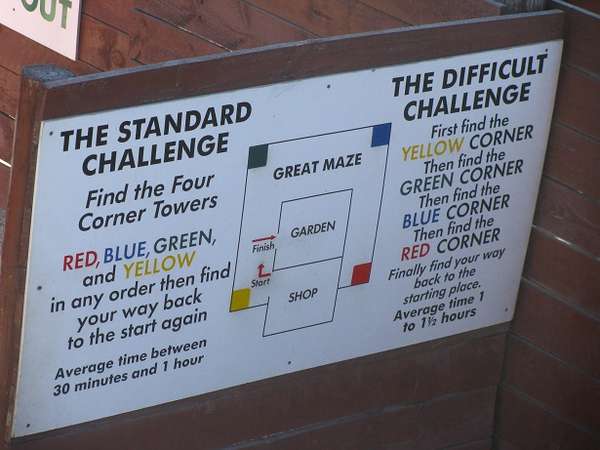 OUT
THE STANDARD
CHALLENGE
Find the Four
Corner Towers
RED, BLUE, GREEN,
and YELLOW
in any order then find
your way back
to the start again
Average time between
30 minutes and 1 hour
GREAT MAZE
GARDEN
Finish
Start
SHOP
THE DIFFICULT
CHALLENGE
First find the
YELLOW CORNER
Then find the
GREEN CORNER
Then find the
BLUE CORNER
Then find the
RED CORNER
Finally find your way
back to the
starting place.
Average time 1
to 1½ hours